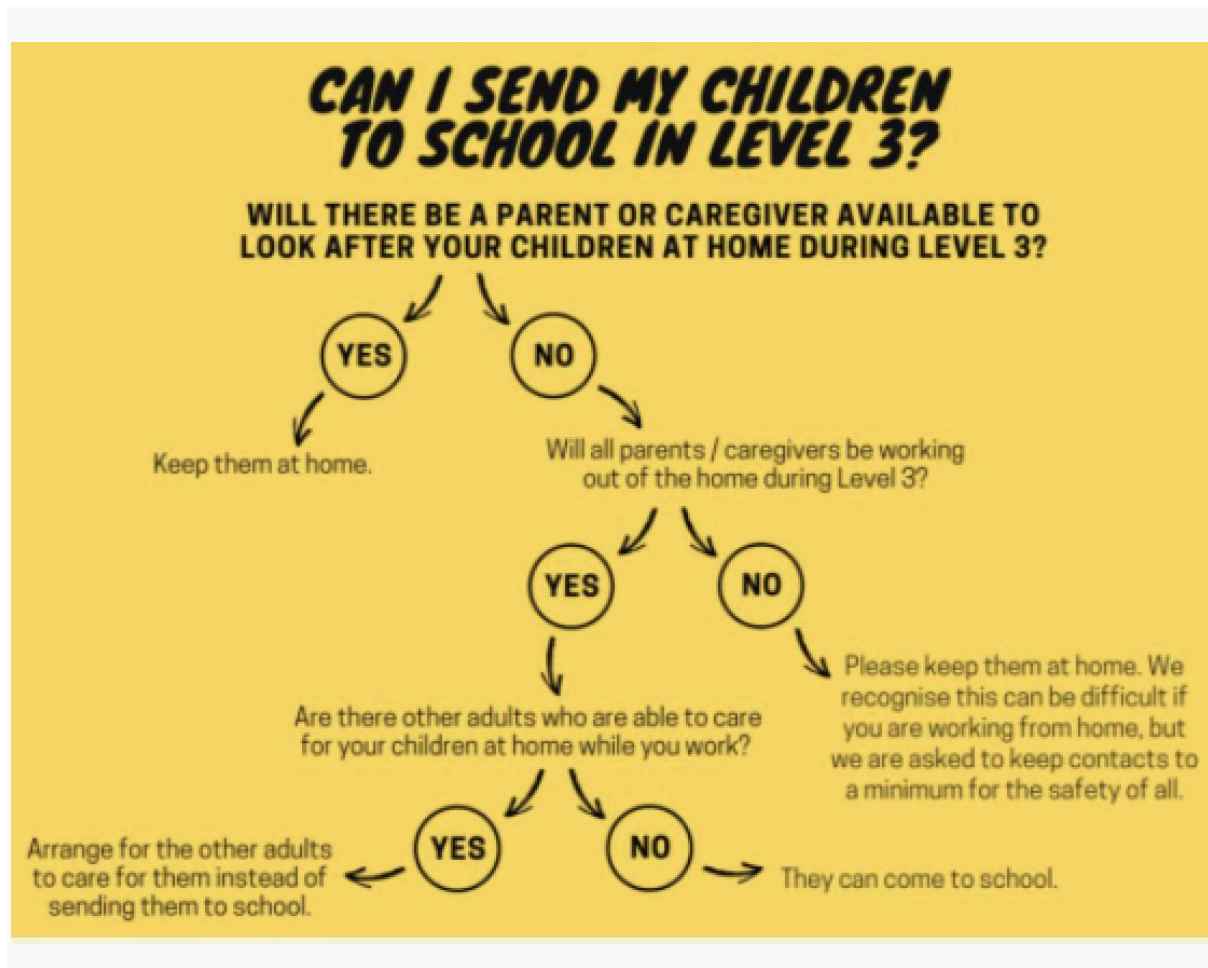 CAN I SEND MY CHILDREN
TO SCHOOL IN LEVEL 3?
WILL THERE BE A PARENT OR CAREGIVER AVAILABLE TO
LOOK AFTER YOUR CHILDREN AT HOME DURING LEVEL 3?
YES
NO
Keep them at home.
Will all parents / caregivers be working
out of the home during Level 3?
YES
NO
Please keep them at home. We
recognise this can be difficult if
you are working from home, but
we are asked to keep contacts to
a minimum for the safety of all.
Are there other adults who are able to care
for your children at home while you work?
YES
NO
Arrange for the other adults
to care for them instead of
sending them to school.
They can come to school.